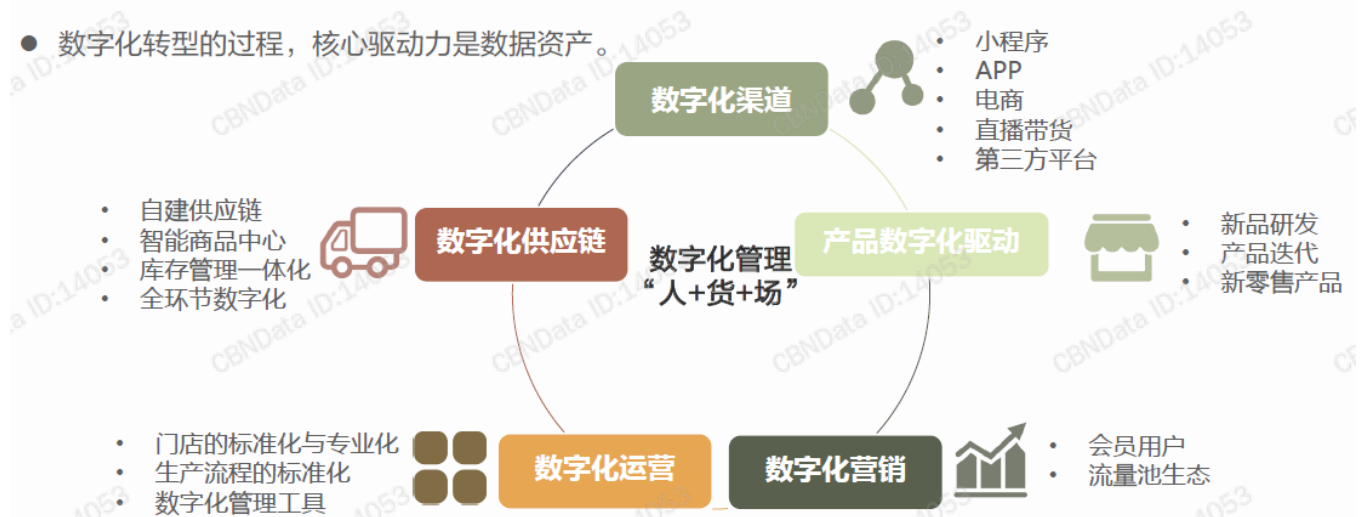 ● 数字化转型的过程，核心驱动力是数据资产。
数字化渠道
• 小程序
• APP
• 电商
• 直播带货
• 第三方平台
• 自建供应链
• 智能商品中心
• 库存管理一体化
• 全环节数字化
数字化供应链
数字化管理
“人+货+场”
产品数字化驱动
• 新品研发
• 产品迭代
• 新零售产品
• 门店的标准化与专业化
• 生产流程的标准化
• 数字化管理工具
数字化运营
数字化营销
• 会员用户
• 流量池生态
CBNData ID:14053